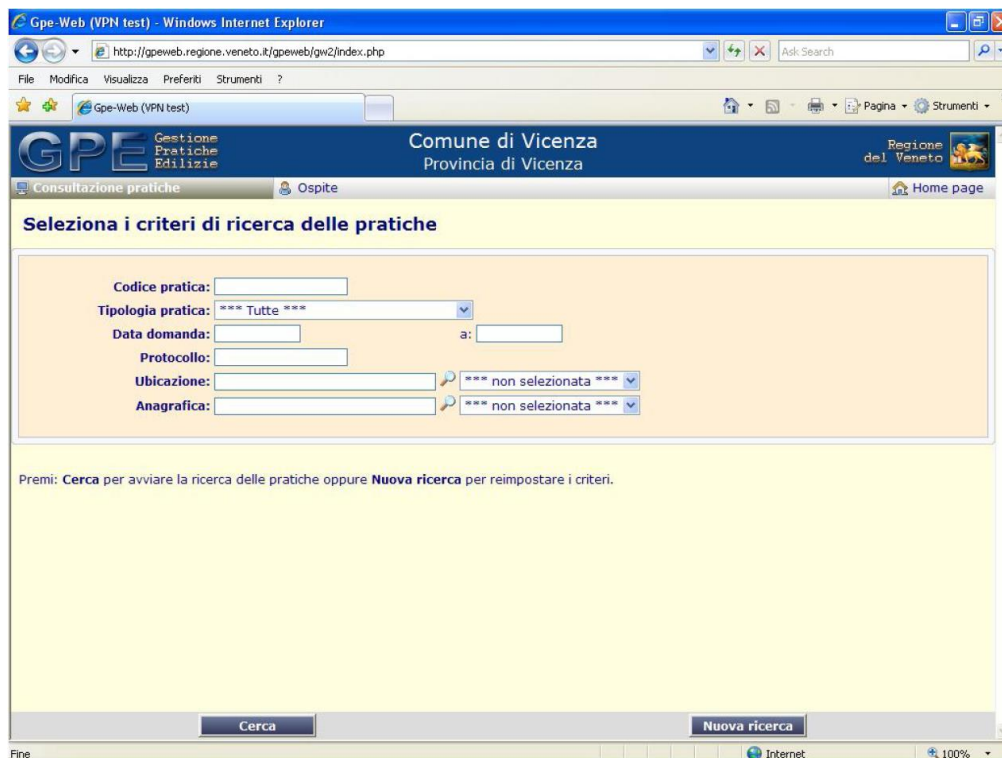 Gpe-Web (VPN test) - Windows Internet Explorer
http://gpeweb.regione.veneto.it/gpeweb/gw2/index.php
Ask Search
File Modifica Visualizza Preferiti Strumenti ?
Gpe-Web (VPN test)
Pagina Strumenti
GPE Gestione Pratiche Edilizie
Comune di Vicenza
Provincia di Vicenza
Regione del Veneto
Consultazione pratiche Ospite Home page
Seleziona i criteri di ricerca delle pratiche
Codice pratica:
Tipologia pratica: *** Tutte ***
Data domanda: a:
Protocollo:
Ubicazione: *** non selezionata ***
Anagrafica: *** non selezionata ***
Premi: Cerca per avviare la ricerca delle pratiche oppure Nuova ricerca per reimpostare i criteri.
Cerca Nuova ricerca
Fine Internet 100%